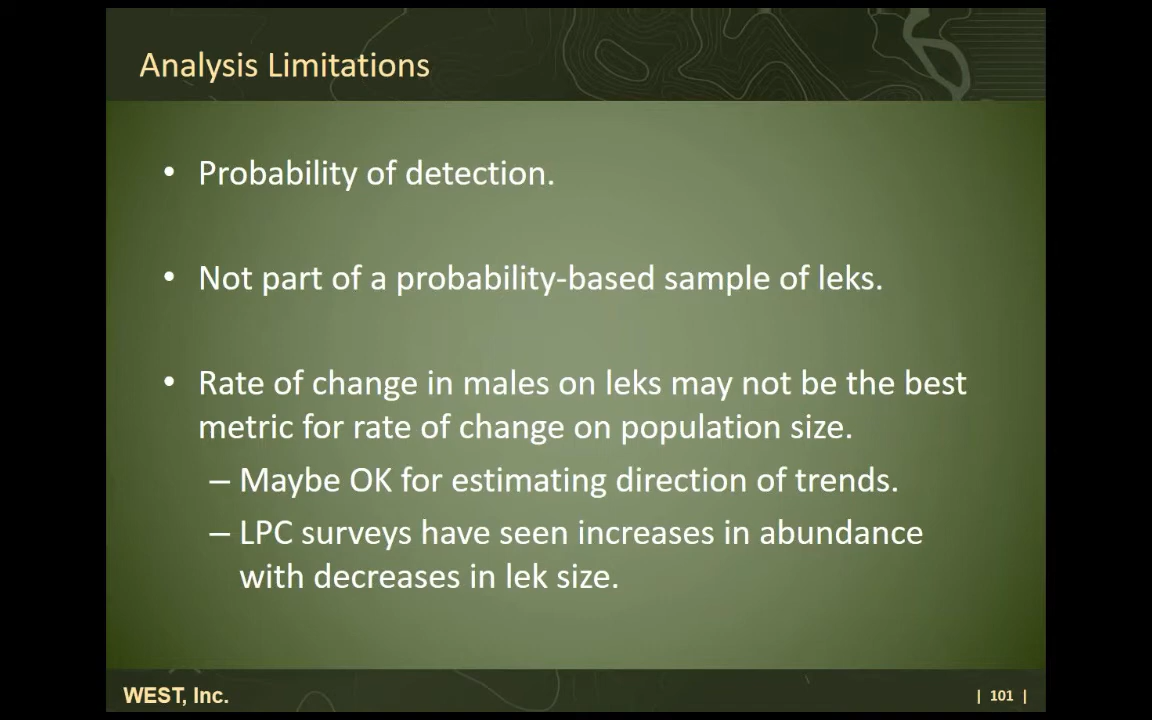 Analysis Limitations
• Probability of detection.
• Not part of a probability-based sample of leks.
• Rate of change in males on leks may not be the best
metric for rate of change on population size.
– Maybe OK for estimating direction of trends.
– LPC surveys have seen increases in abundance
with decreases in lek size.
WEST, Inc.
| 101 |